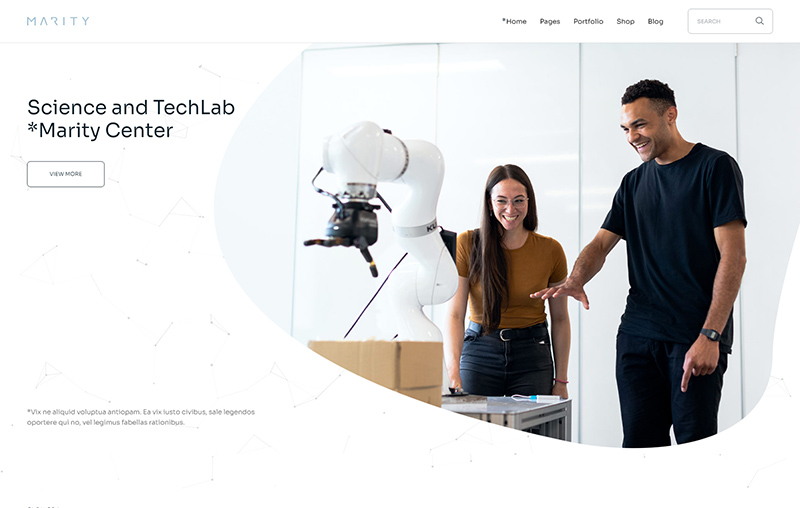 MARITY
*Home
Pages
Portfolio
Shop
Blog
SEARCH
Science and TechLab
*Marity Center
VIEW MORE
*Vix ne aliquid voluptua antiopam. Ea vix iusto civibus, sale legendos
oportere qui no, vel legimus fabellas rationibus.